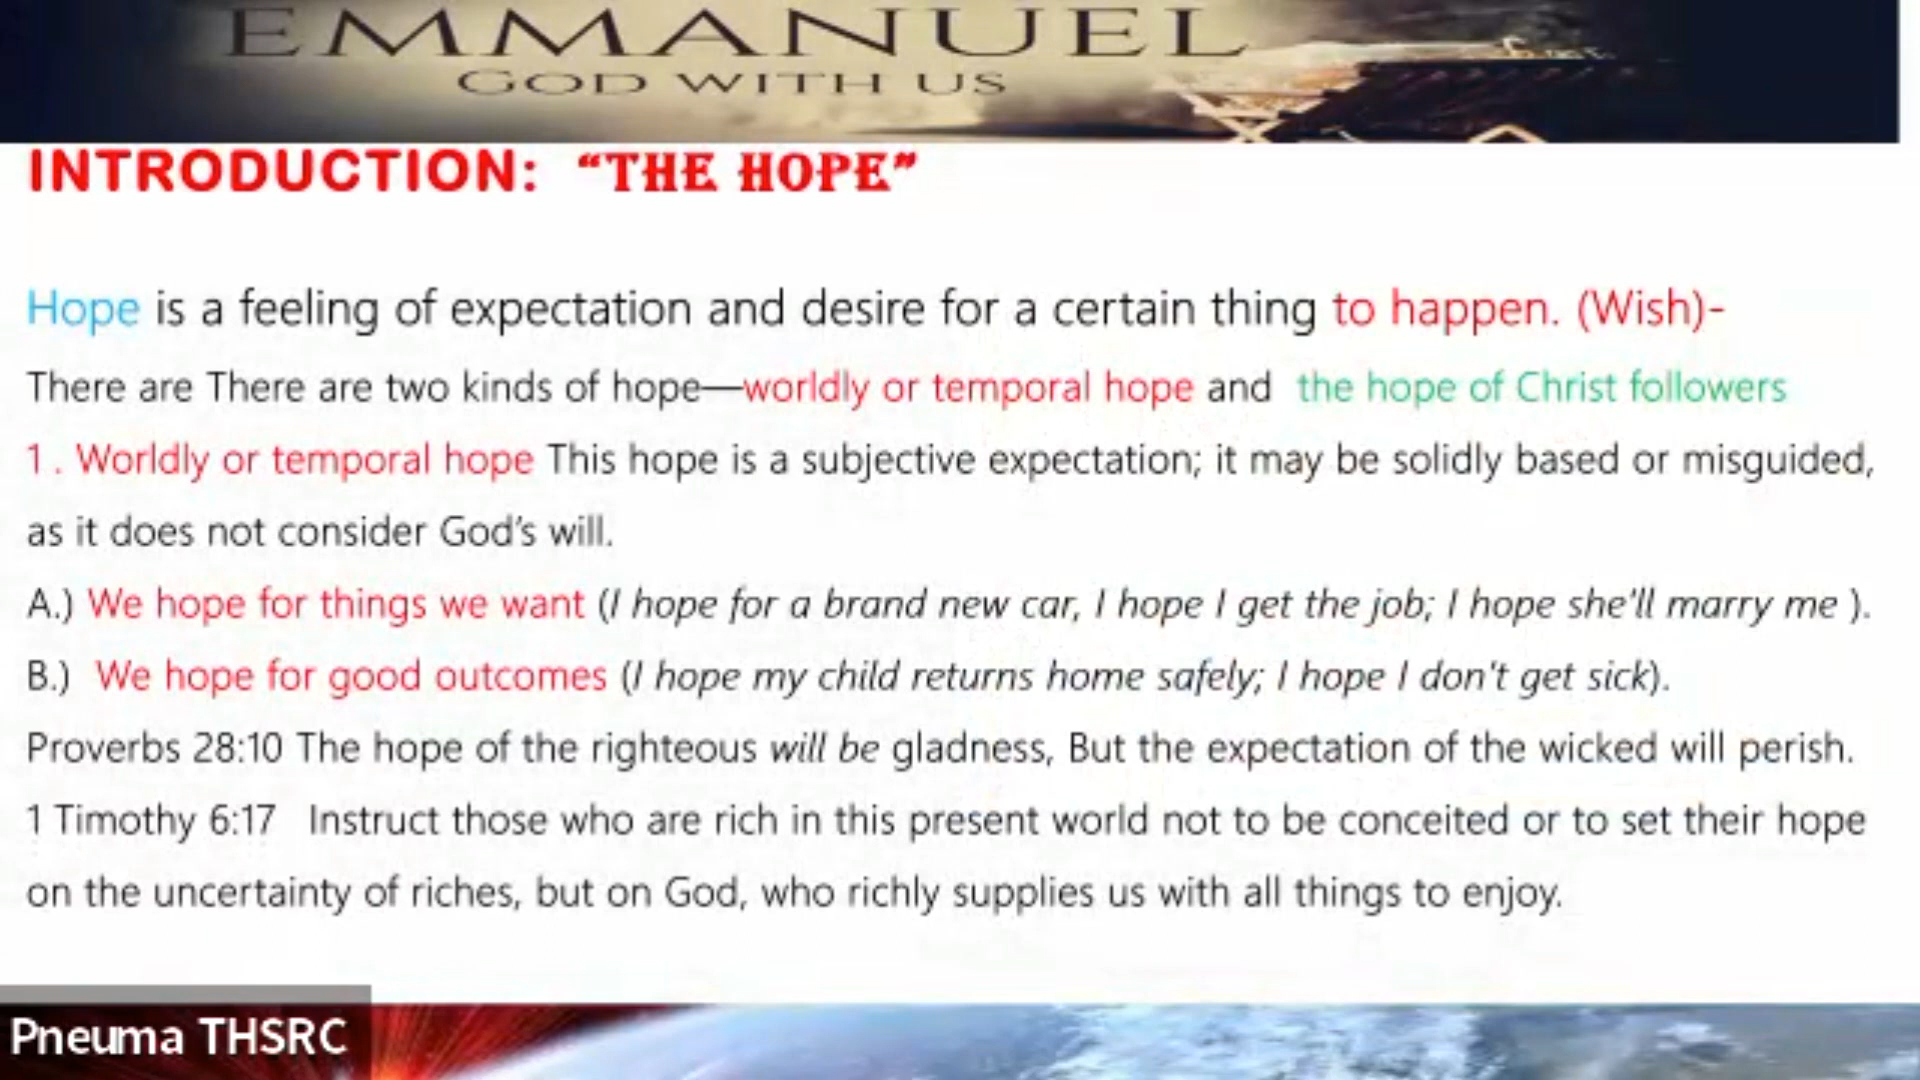 EMMANUEL
GOD WITH US
INTRODUCTION: “THE HOPE”
Hope is a feeling of expectation and desire for a certain thing to happen. (Wish)-
There are There are two kinds of hope—worldly or temporal hope and the hope of Christ followers
1. Worldly or temporal hope This hope is a subjective expectation; it may be solidly based or misguided,
as it does not consider God’s will.
A.) We hope for things we want (I hope for a brand new car, I hope I get the job; I hope she'll marry me ).
B.) We hope for good outcomes (I hope my child returns home safely; I hope I don't get sick).
Proverbs 28:10 The hope of the righteous will be gladness, But the expectation of the wicked will perish.
1 Timothy 6:17 Instruct those who are rich in this present world not to be conceited or to set their hope
on the uncertainty of riches, but on God, who richly supplies us with all things to enjoy.
Pneuma THSRC